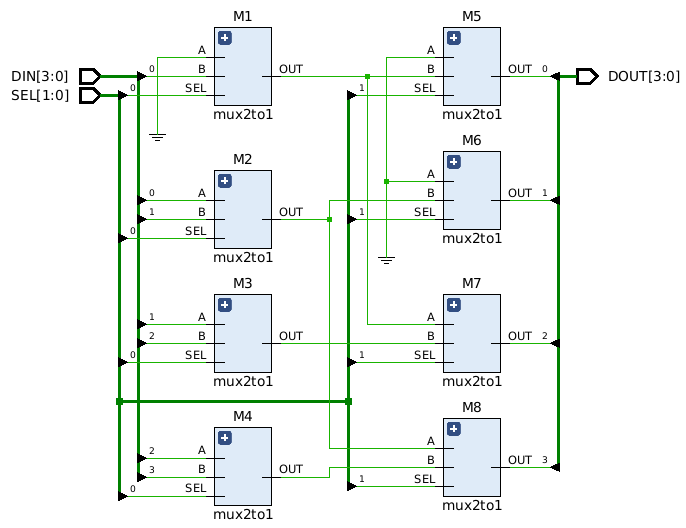 M1
A
DIN[3:0] 0 B OUT
SEL[1:0] 0 SEL
mux2to1
M5
A
B OUT 0 DOUT[3:0]
1 SEL
mux2to1
M2
0 A
1 B OUT
0 SEL
mux2to1
M6
A
B OUT 1
1 SEL
mux2to1
M3
1 A
2 B OUT
0 SEL
mux2to1
M7
A
B OUT 2
1 SEL
mux2to1
M4
2 A
3 B OUT
0 SEL
mux2to1
M8
A
B OUT 3
1 SEL
mux2to1